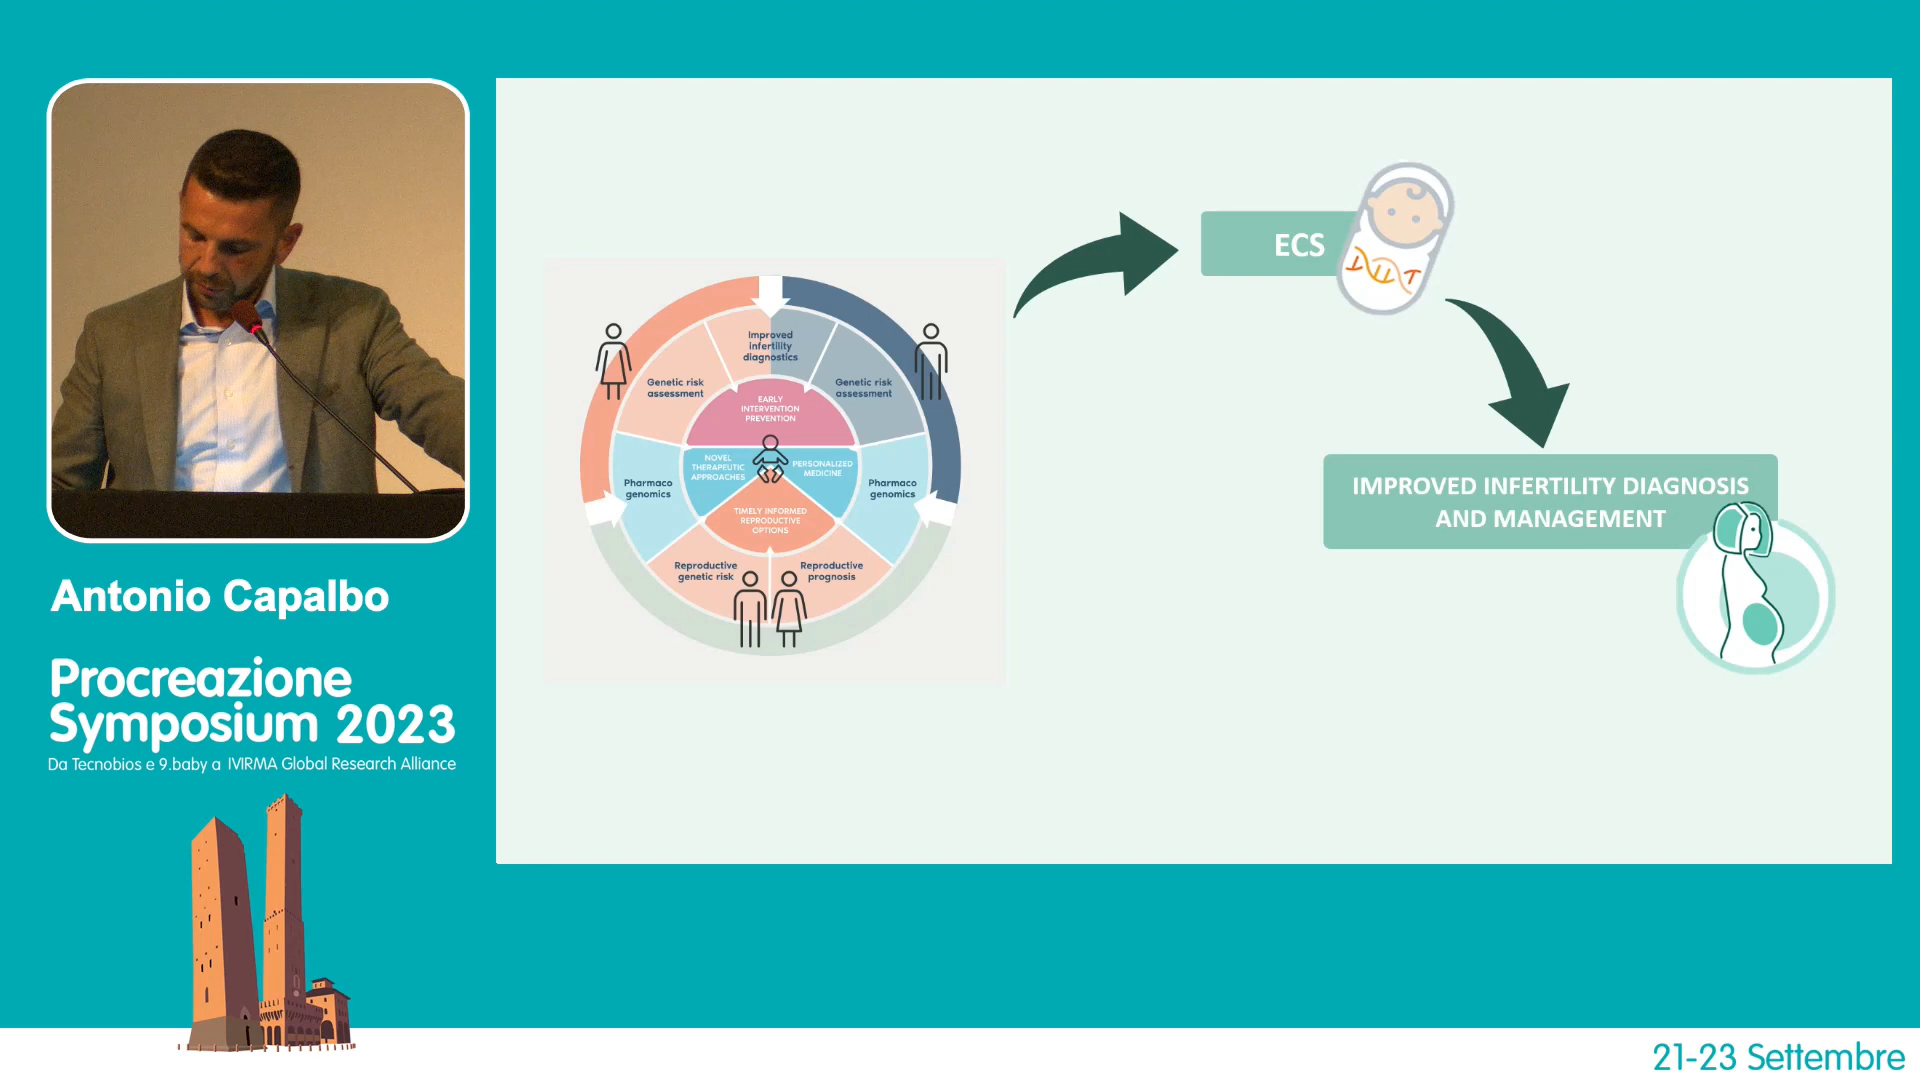 Antonio Capalbo
Procreazione
Symposium 2023
Da Tecnobios e 9.baby a IVIRMA Global Research Alliance
Improved
infertility
diagnostics
Genetic risk
assessment
Genetic risk
assessment
EARLY
INTERVENTION
PREVENTION
NOVEL
THERAPEUTIC
APPROACHES
PERSONALIZED
MEDICINE
Pharmaco
genomics
Pharmaco
genomics
TIMELY INFORMED
REPRODUCTIVE
OPTIONS
Reproductive
genetic risk
Reproductive
prognosis
ECS
IMPROVED INFERTILITY DIAGNOSIS
AND MANAGEMENT
21-23 Settembre